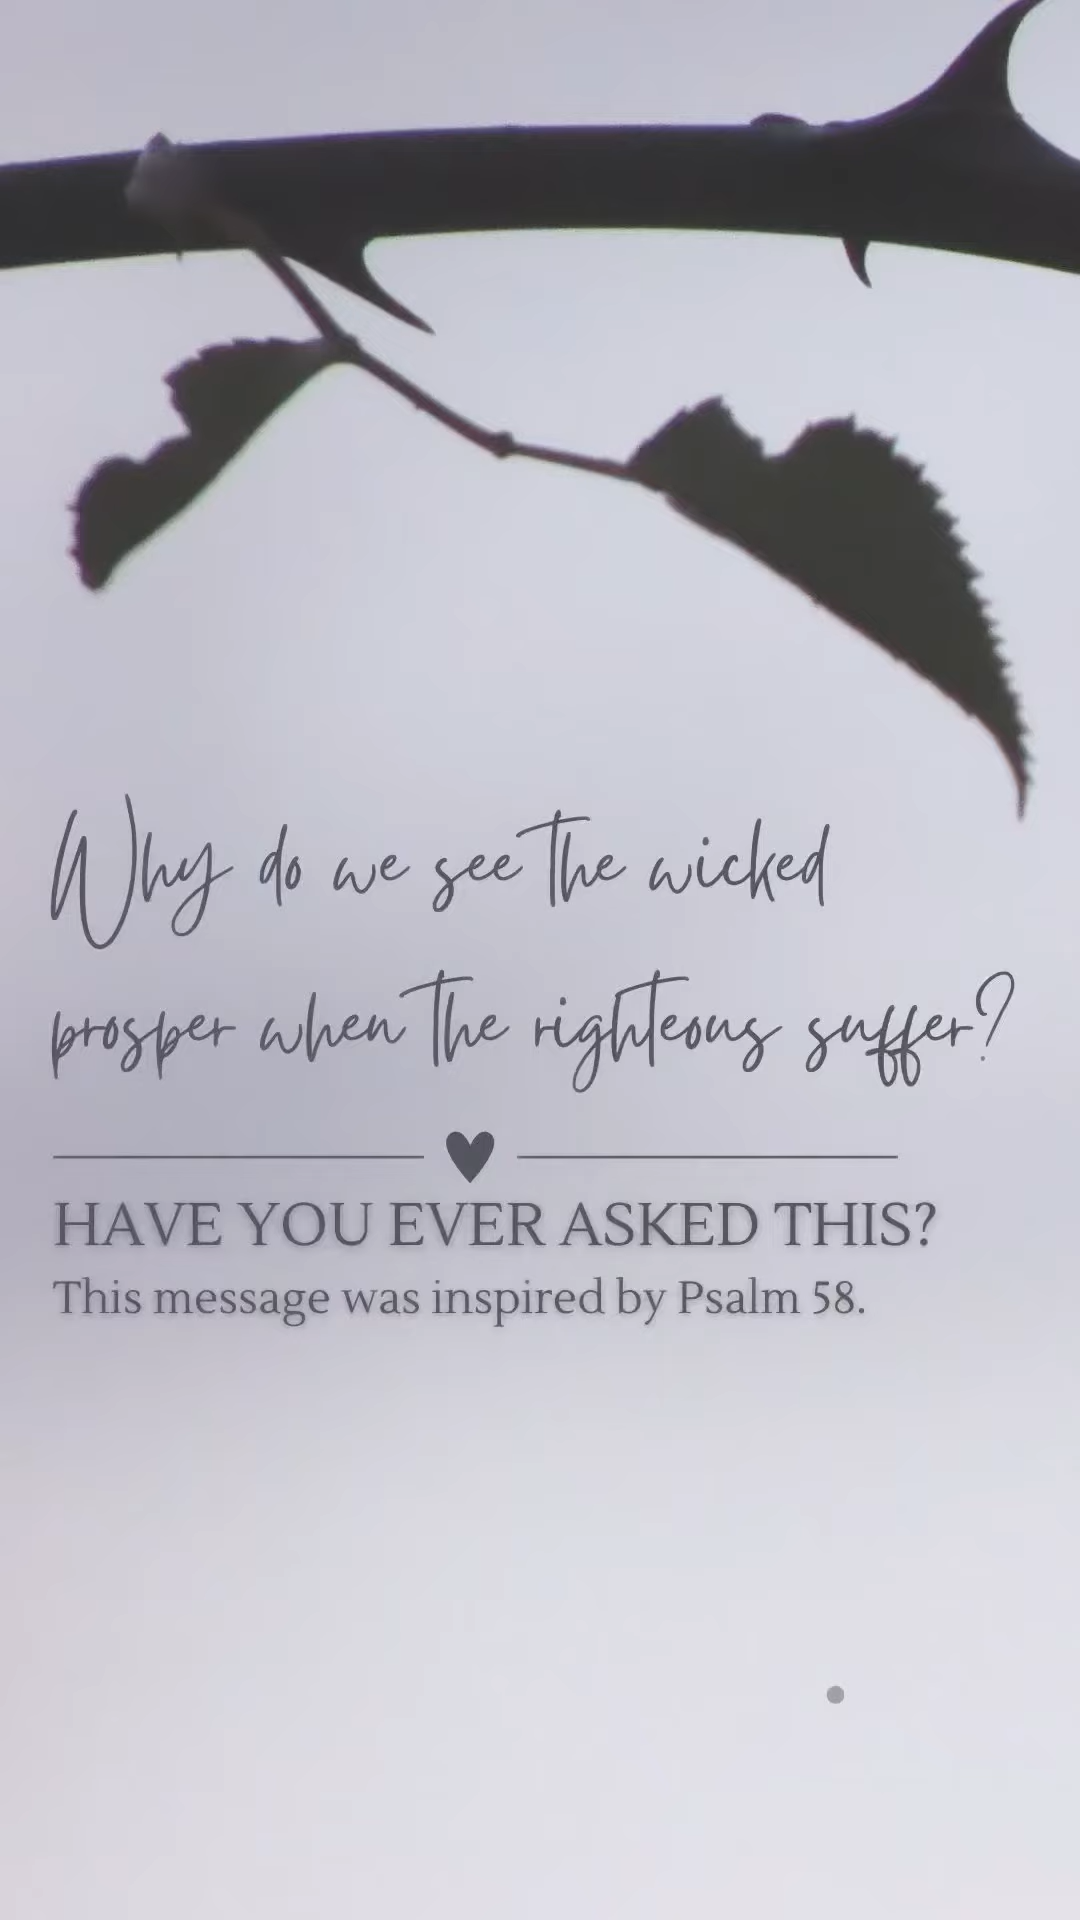 Why do we see the wicked
prosper when the righteous suffer?
HAVE YOU EVER ASKED THIS?
This message was inspired by Psalm 58.